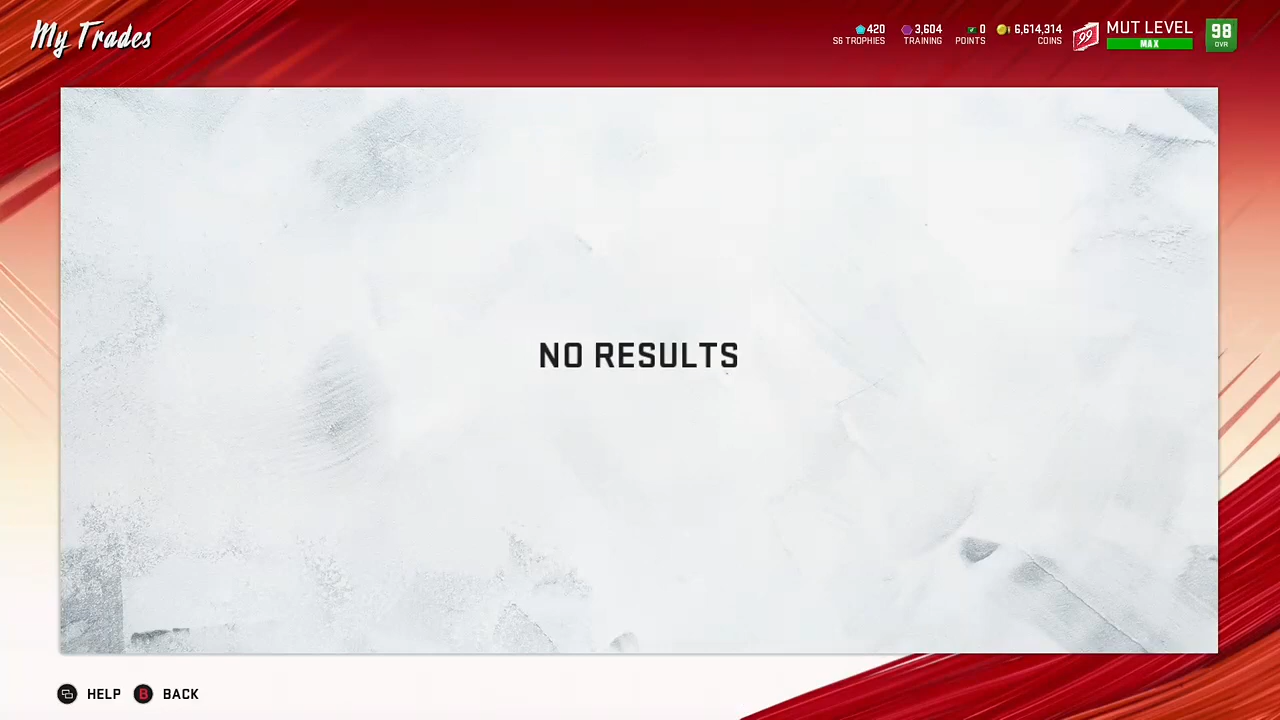 My Trades
420
S6 TROPHIES
3,604
TRAINING
0
POINTS
6,614,314
COINS
99
MUT LEVEL
MAX
98
OVR
NO RESULTS
HELP
B BACK